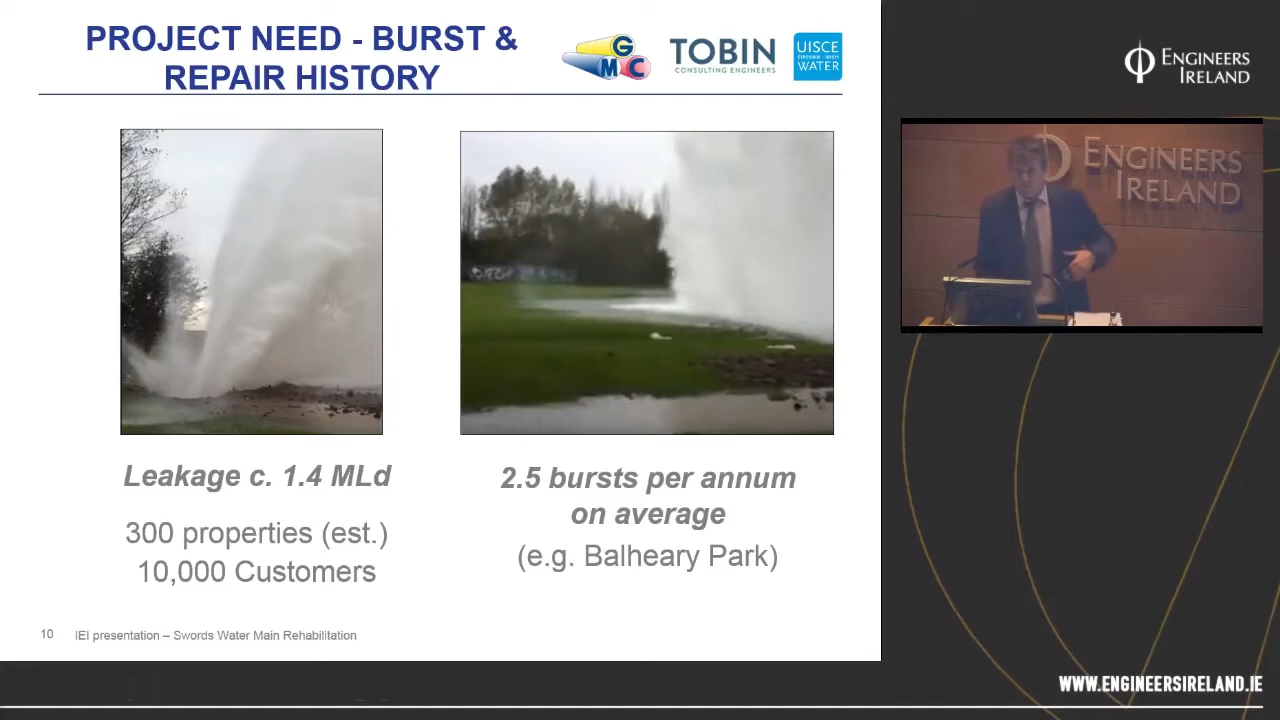 PROJECT NEED - BURST &
REPAIR HISTORY
GMC
TOBIN
CONSULTING ENGINEERS
UISCE
ÉIREANN : IRISH
WATER
ENGINEERS
IRELAND
ENGINEERS
IRELAND
Leakage c. 1.4 MLd
300 properties (est.)
10,000 Customers
2.5 bursts per annum
on average
(e.g. Balheary Park)
10 IEI presentation – Swords Water Main Rehabilitation
WWW.ENGINEERSIRELAND.IE